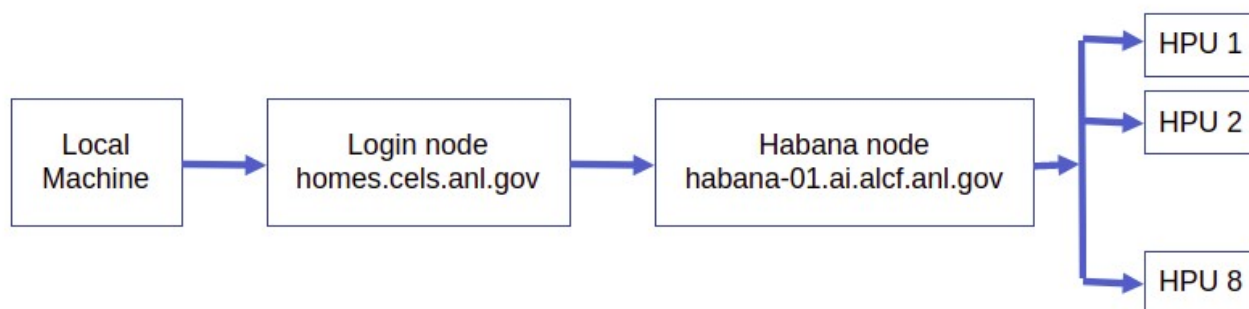 Local
Machine
Login node
homes.cels.anl.gov
Habana node
habana-01.ai.alcf.anl.gov
HPU 1
HPU 2
HPU 8